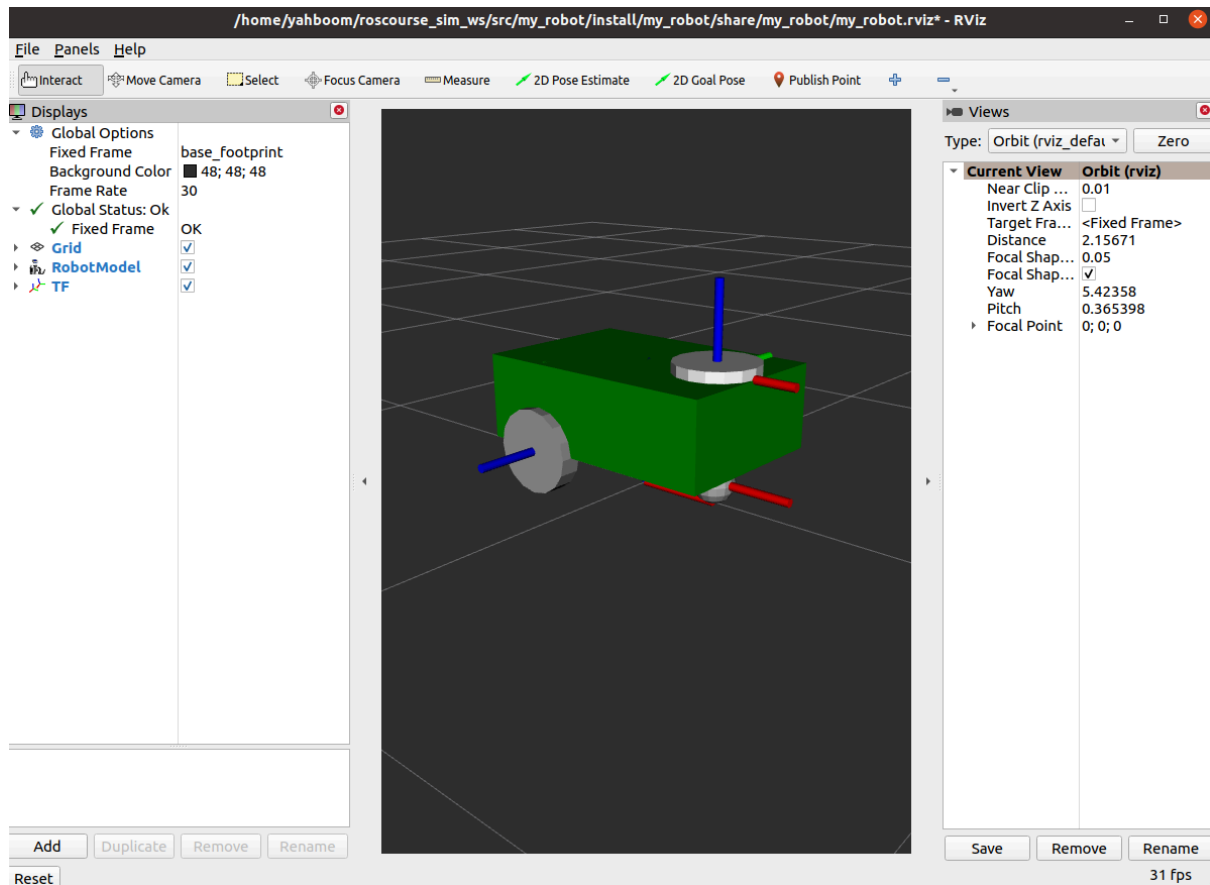 /home/yahboom/roscourse_sim_ws/src/my_robot/install/my_robot/share/my_robot/my_robot.rviz* - RViz
File Panels Help
Interact Move Camera Select Focus Camera Measure 2D Pose Estimate 2D Goal Pose Publish Point
Displays
Global Options
Fixed Frame base_footprint
Background Color 48; 48; 48
Frame Rate 30
Global Status: Ok
Fixed Frame OK
Grid
RobotModel
TF
Add Duplicate Remove Rename
Reset
Views
Type: Orbit (rviz_defau Zero
Current View Orbit (rviz)
Near Clip ... 0.01
Invert Z Axis
Target Fra... <Fixed Frame>
Distance 2.15671
Focal Shap... 0.05
Focal Shap...
Yaw 5.42358
Pitch 0.365398
Focal Point 0; 0; 0
Save Remove Rename
31 fps